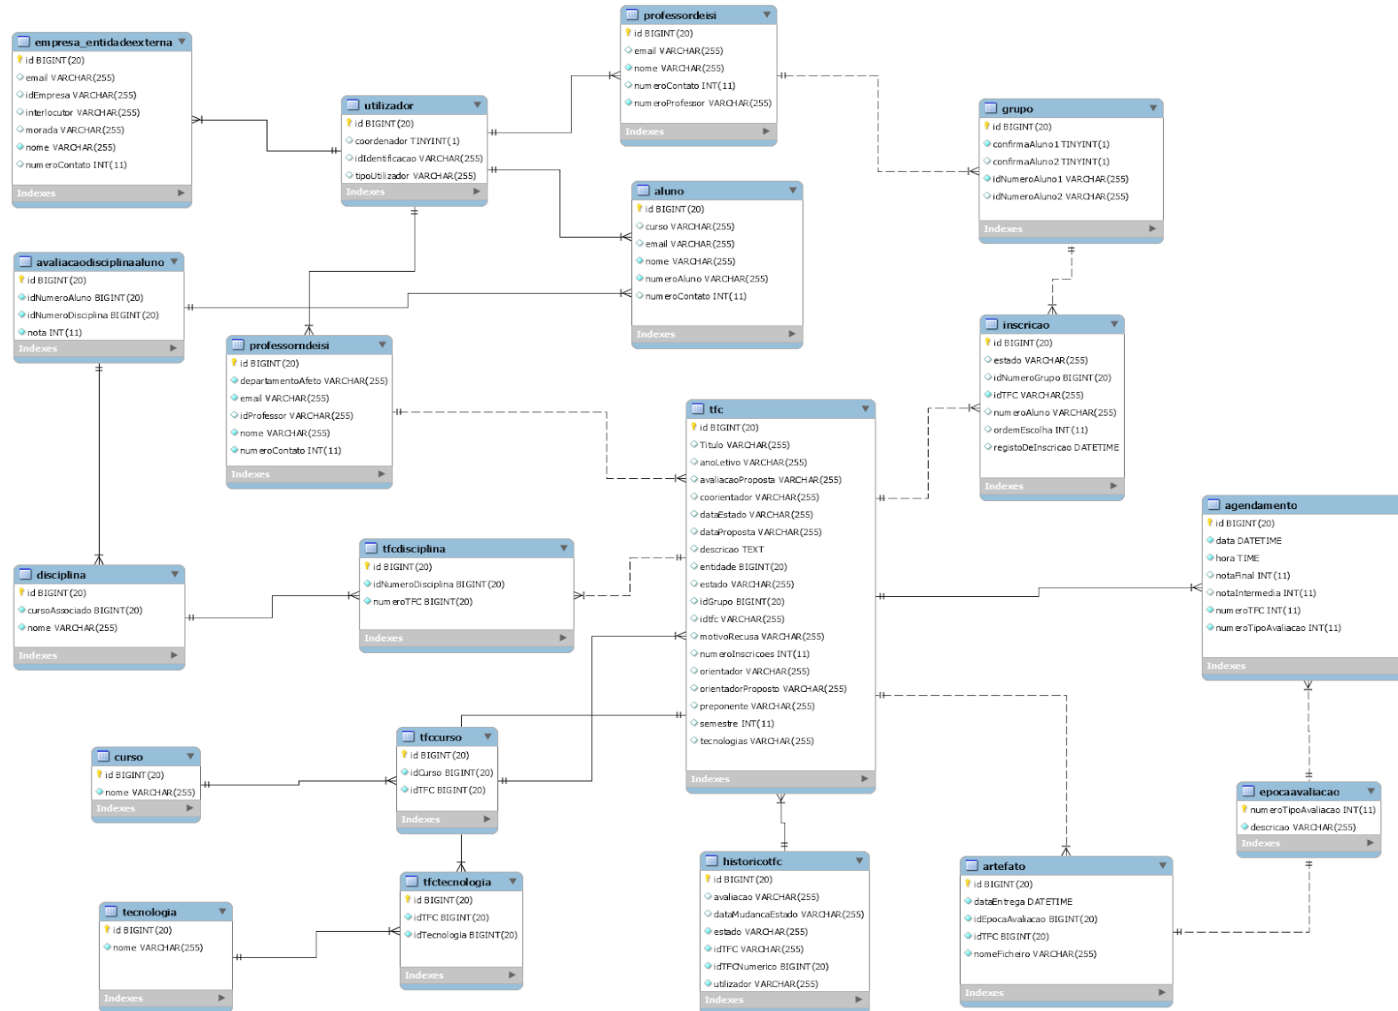 empresa_entidadeexterna
id BIGINT(20)
email VARCHAR(255)
idEmpresa VARCHAR(255)
interlocutor VARCHAR(255)
morada VARCHAR(255)
nome VARCHAR(255)
numeroContato INT(11)
Indexes
utilizador
id BIGINT(20)
coordenador TINYINT(1)
idIdentificacao VARCHAR(255)
tipoUtilizador VARCHAR(255)
Indexes
professordeisi
id BIGINT(20)
email VARCHAR(255)
nome VARCHAR(255)
numeroContato INT(11)
numeroProfessor VARCHAR(255)
Indexes
grupo
id BIGINT(20)
confirmaAluno1 TINYINT(1)
confirmaAluno2 TINYINT(1)
idNumeroAluno1 VARCHAR(255)
idNumeroAluno2 VARCHAR(255)
Indexes
aluno
id BIGINT(20)
curso VARCHAR(255)
email VARCHAR(255)
nome VARCHAR(255)
numeroAluno VARCHAR(255)
numeroContato INT(11)
Indexes
avaliacaodisciplinaaluno
id BIGINT(20)
idNumeroAluno BIGINT(20)
idNumeroDisciplina BIGINT(20)
nota INT(11)
Indexes
professorndeisi
id BIGINT(20)
departamentoAfeto VARCHAR(255)
email VARCHAR(255)
idProfessor VARCHAR(255)
nome VARCHAR(255)
numeroContato INT(11)
Indexes
inscricao
id BIGINT(20)
estado VARCHAR(255)
idNumeroGrupo BIGINT(20)
idTFC VARCHAR(255)
numeroAluno VARCHAR(255)
ordemEscolha INT(11)
registoDeInscricao DATETIME
Indexes
tfc
id BIGINT(20)
Titulo VARCHAR(255)
anoLetivo VARCHAR(255)
avaliacaoProposta VARCHAR(255)
coorientador VARCHAR(255)
dataEstado VARCHAR(255)
dataProposta VARCHAR(255)
descricao TEXT
entidade BIGINT(20)
estado VARCHAR(255)
idGrupo BIGINT(20)
idtfc VARCHAR(255)
motivoRecusa VARCHAR(255)
numeroInscricoes INT(11)
orientador VARCHAR(255)
orientadorProposto VARCHAR(255)
preponente VARCHAR(255)
semestre INT(11)
tecnologias VARCHAR(255)
Indexes
agendamento
id BIGINT(20)
data DATETIME
hora TIME
notaFinal INT(11)
notaIntermedia INT(11)
numeroTFC INT(11)
numeroTipoAvaliacao INT(11)
Indexes
tfcdisciplina
id BIGINT(20)
idNumeroDisciplina BIGINT(20)
numeroTFC BIGINT(20)
Indexes
disciplina
id BIGINT(20)
cursoAssociado BIGINT(20)
nome VARCHAR(255)
Indexes
tfccurso
id BIGINT(20)
idCurso BIGINT(20)
idTFC BIGINT(20)
Indexes
curso
id BIGINT(20)
nome VARCHAR(255)
Indexes
epocaavaliacao
numeroTipoAvaliacao INT(11)
descricao VARCHAR(255)
Indexes
historicotfc
id BIGINT(20)
avaliacao VARCHAR(255)
dataMudancaEstado VARCHAR(255)
estado VARCHAR(255)
idTFC VARCHAR(255)
idTFCNumerico BIGINT(20)
utilizador VARCHAR(255)
Indexes
artefato
id BIGINT(20)
dataEntrega DATETIME
idEpocaAvaliacao BIGINT(20)
idTFC BIGINT(20)
nomeFicheiro VARCHAR(255)
Indexes
tfctecnologia
id BIGINT(20)
idTFC BIGINT(20)
idTecnologia BIGINT(20)
Indexes
tecnologia
id BIGINT(20)
nome VARCHAR(255)
Indexes